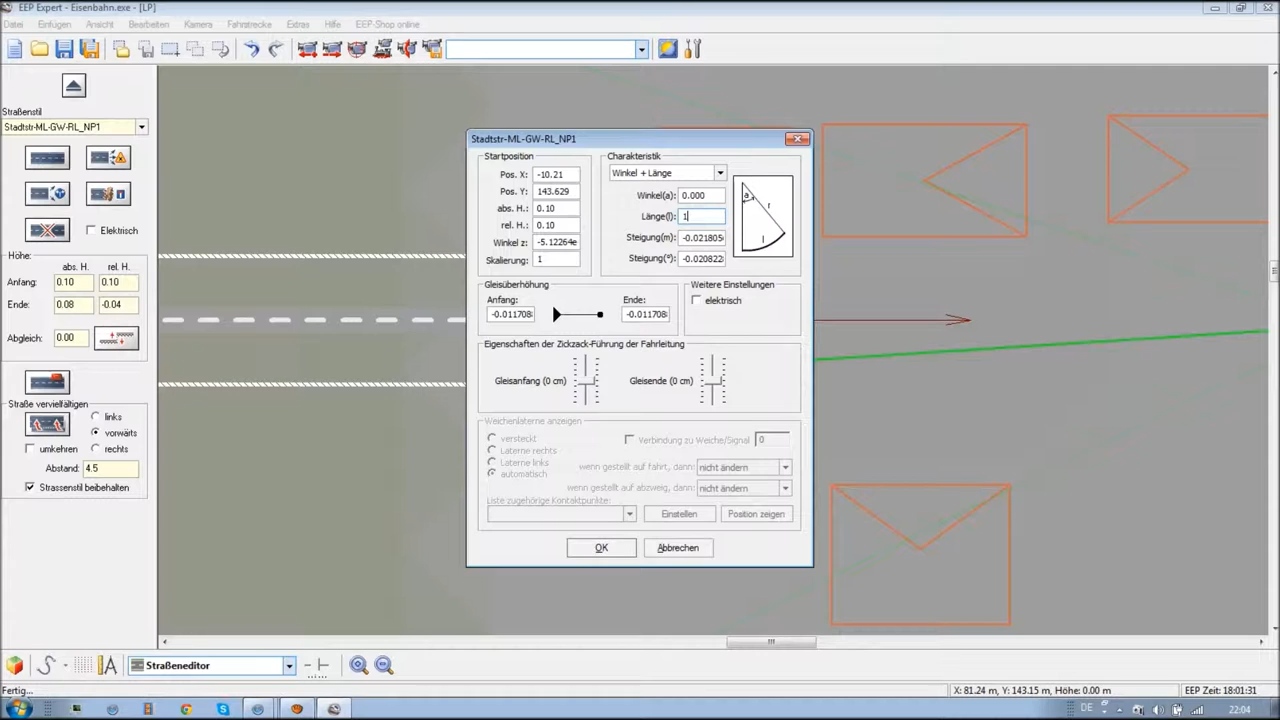 EEP Expert - Eisenbahn.exe - [LP]
Datei Einfügen Ansicht Bearbeiten Kamera Fahrstrecke Extras Hilfe EEP-Shop online
Straßenstil
Stadtstr-ML-GW-RL_NP1
Elektrisch
Höhe:
abs. H. rel. H.
Anfang: 0.10 0.10
Ende: 0.08 -0.04
Abgleich: 0.00
Straße vervielfältigen
links
vorwärts
umkehren rechts
Abstand: 4.5
Strassenstil beibehalten
Stadtstr-ML-GW-RL_NP1
Startposition
Pos. X: -10.21
Pos. Y: 143.629
abs. H. 0.10
rel. H.: 0.10
Winkel z: -5.12264e
Skalierung: 1
Charakteristik
Winkel + Länge
Winkel(a): 0.000
Länge(l): 1
Steigung(m): -0.021805
Steigung(°): -0.020822
a
r
l
Gleisüberhöhung
Anfang: Ende:
-0.011708 -0.011708
Weitere Einstellungen
elektrisch
Eigenschaften der Zickzack-Führung der Fahrleitung
Gleisanfang (0 cm) Gleisende (0 cm)
Weichenlaterne anzeigen
versteckt
Laterne rechts
Laterne links
automatisch
Verbindung zu Weiche/Signal 0
wenn gestellt auf fahrt, dann: nicht ändern
wenn gestellt auf abzweig, dann: nicht ändern
Liste zugehörige Kontaktpunkte:
Einstellen Position zeigen
OK Abbrechen
Straßeneditor
Fertig... X: 81.24 m, Y: 143.15 m, Höhe: 0.00 m EEP Zeit: 18:01:31
DE 22:04